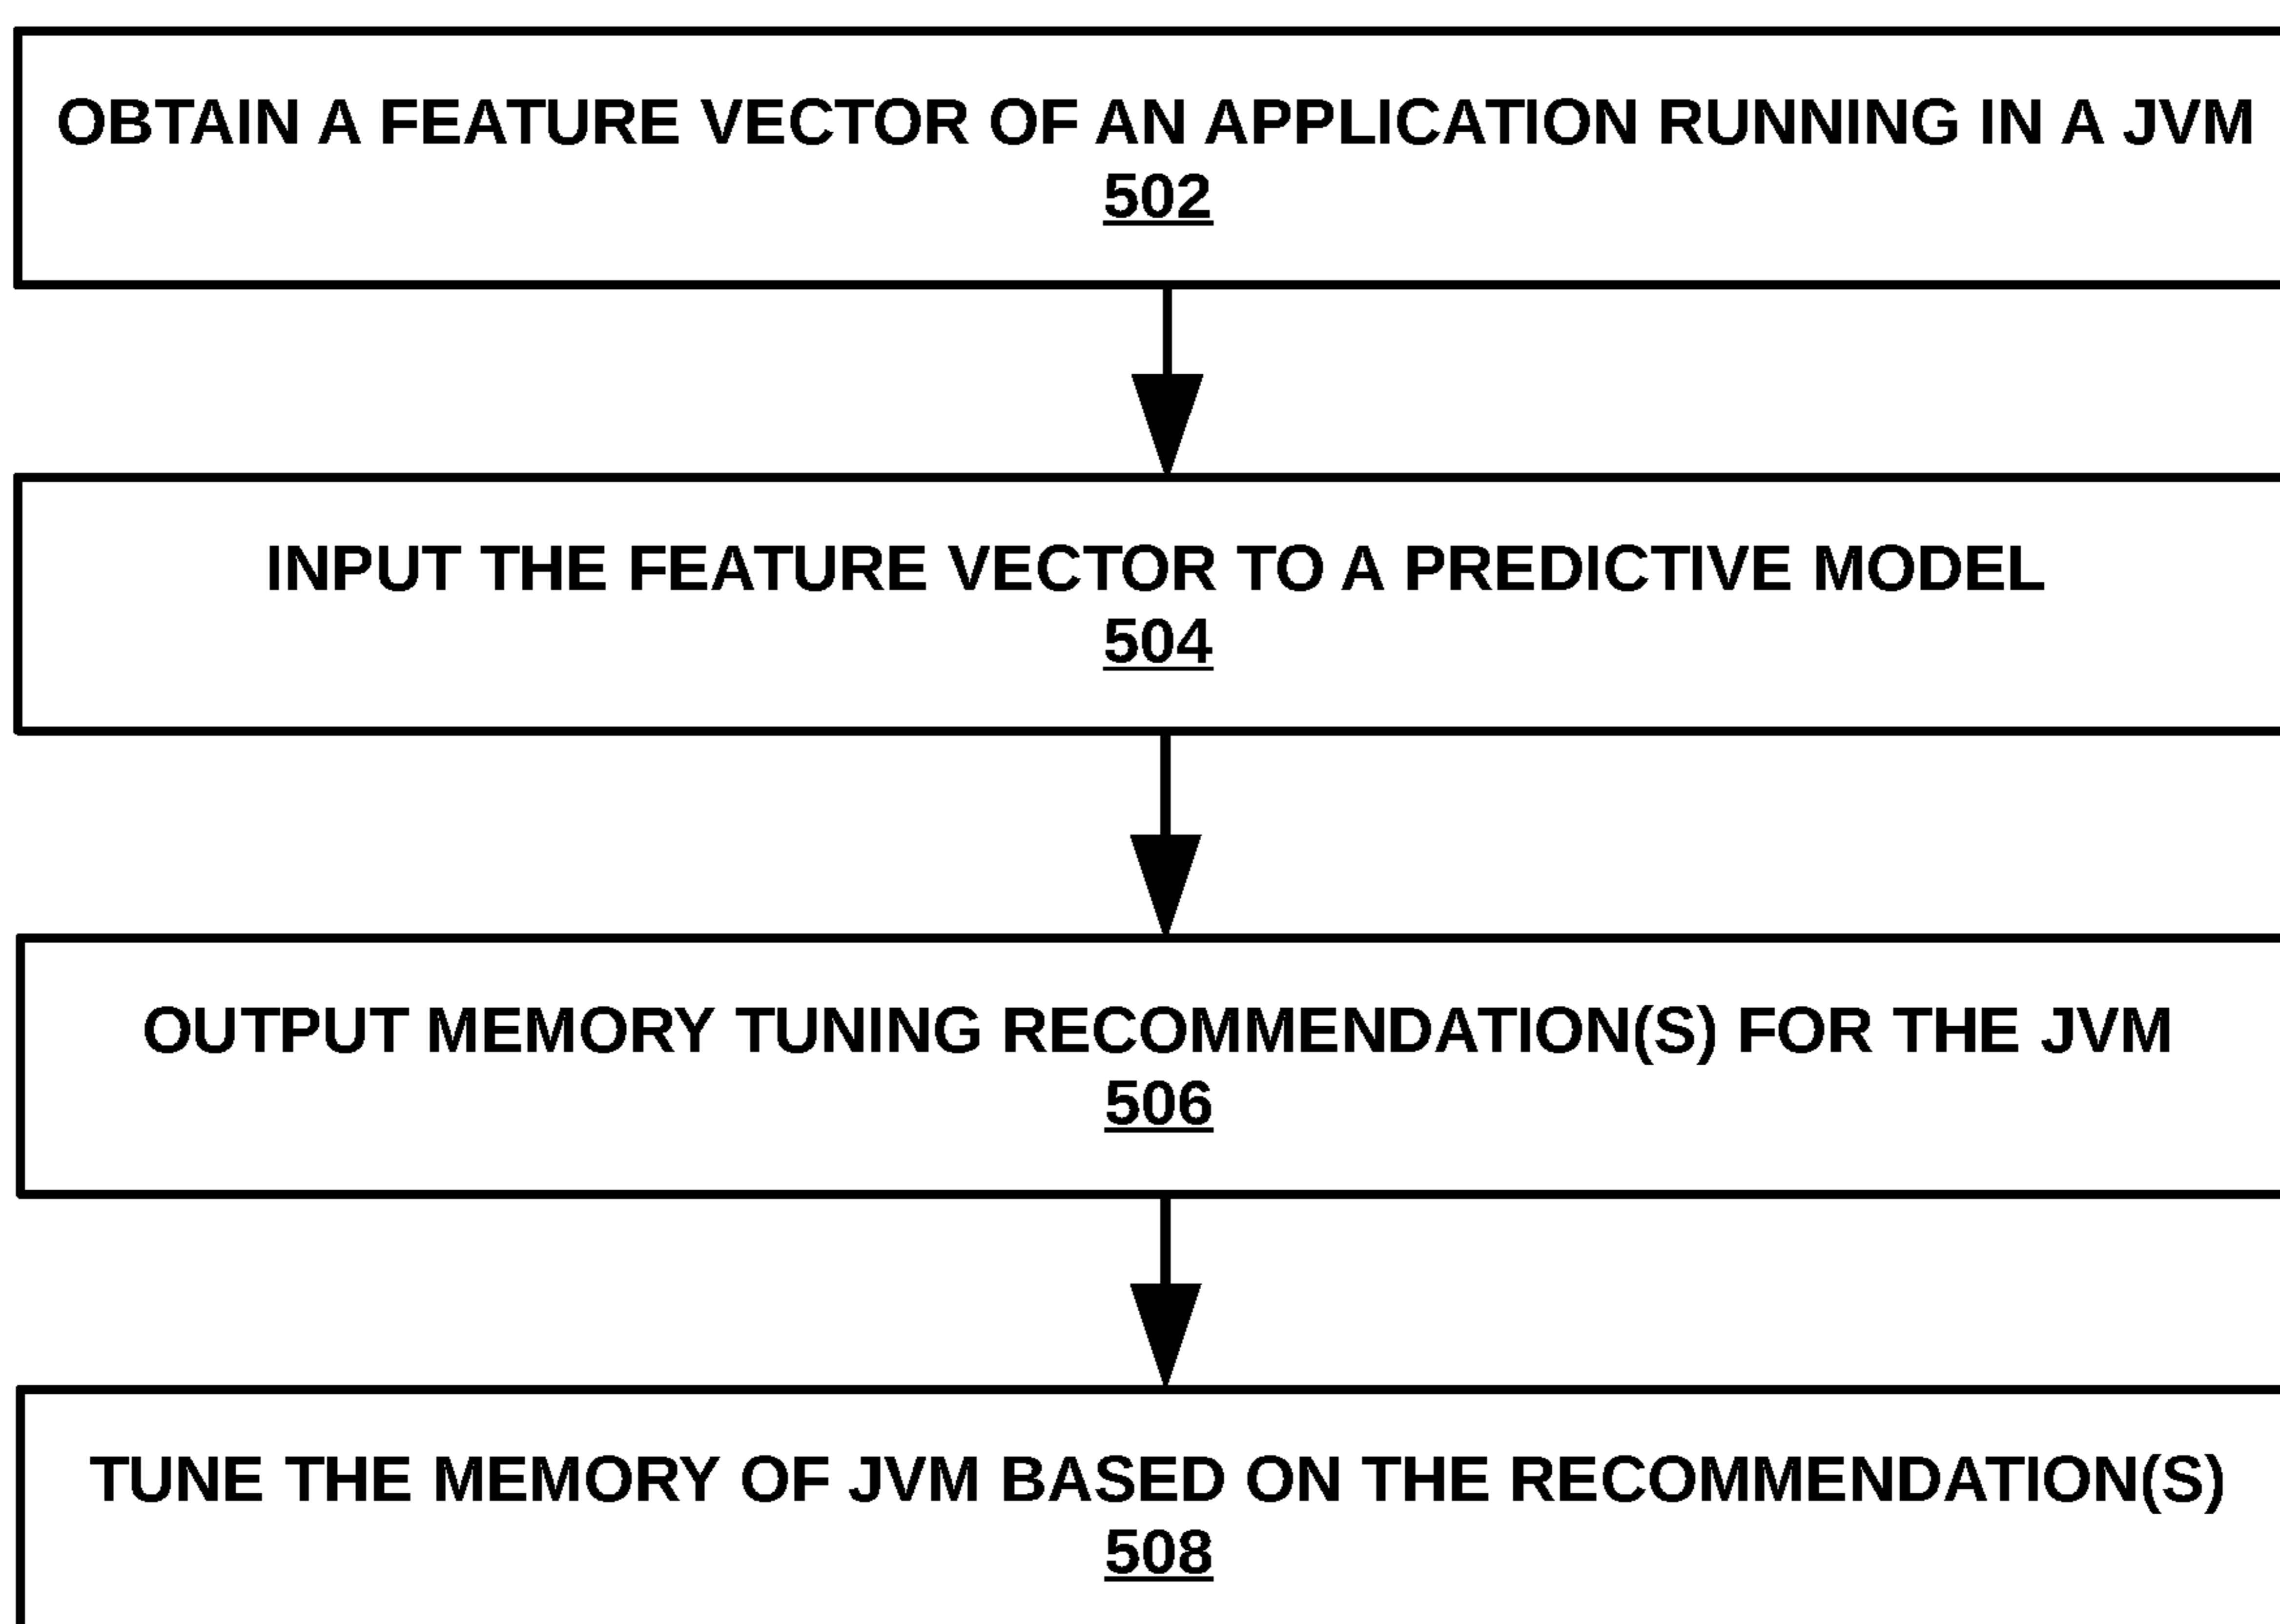 OBTAIN A FEATURE VECTOR OF AN APPLICATION RUNNING IN A JVM
502
INPUT THE FEATURE VECTOR TO A PREDICTIVE MODEL
504
OUTPUT MEMORY TUNING RECOMMENDATION(S) FOR THE JVM
506
TUNE THE MEMORY OF JVM BASED ON THE RECOMMENDATION(S)
508